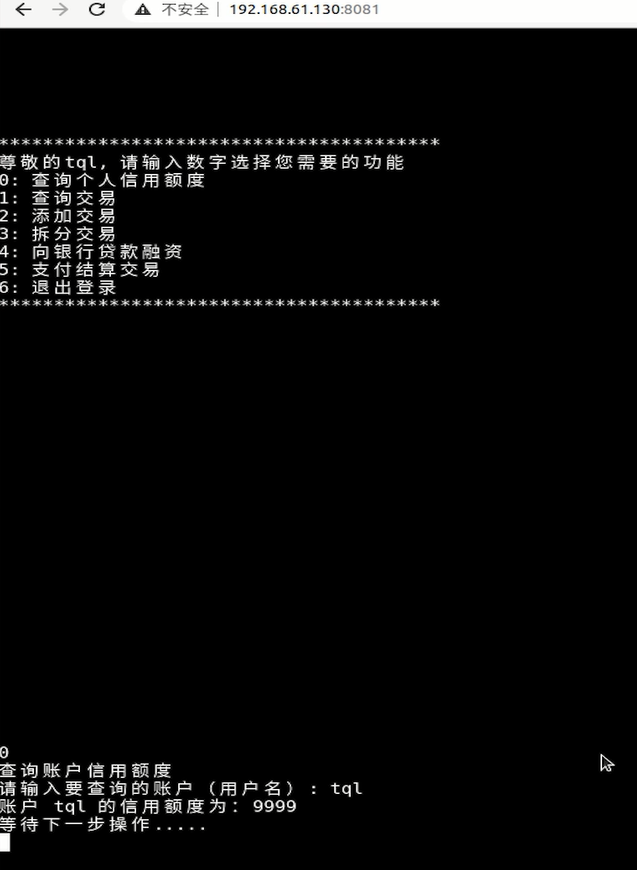 不安全 | 192.168.61.130:8081
****************************************
尊敬的tql, 请输入数字选择您需要的功能
0: 查询个人信用额度
1: 查询交易
2: 添加交易
3: 拆分交易
4: 向银行贷款融资
5: 支付结算交易
6: 退出登录
****************************************
0
查询账户信用额度
请输入要查询的账户（用户名）: tql
账户 tql 的信用额度为: 9999
等待下一步操作.....